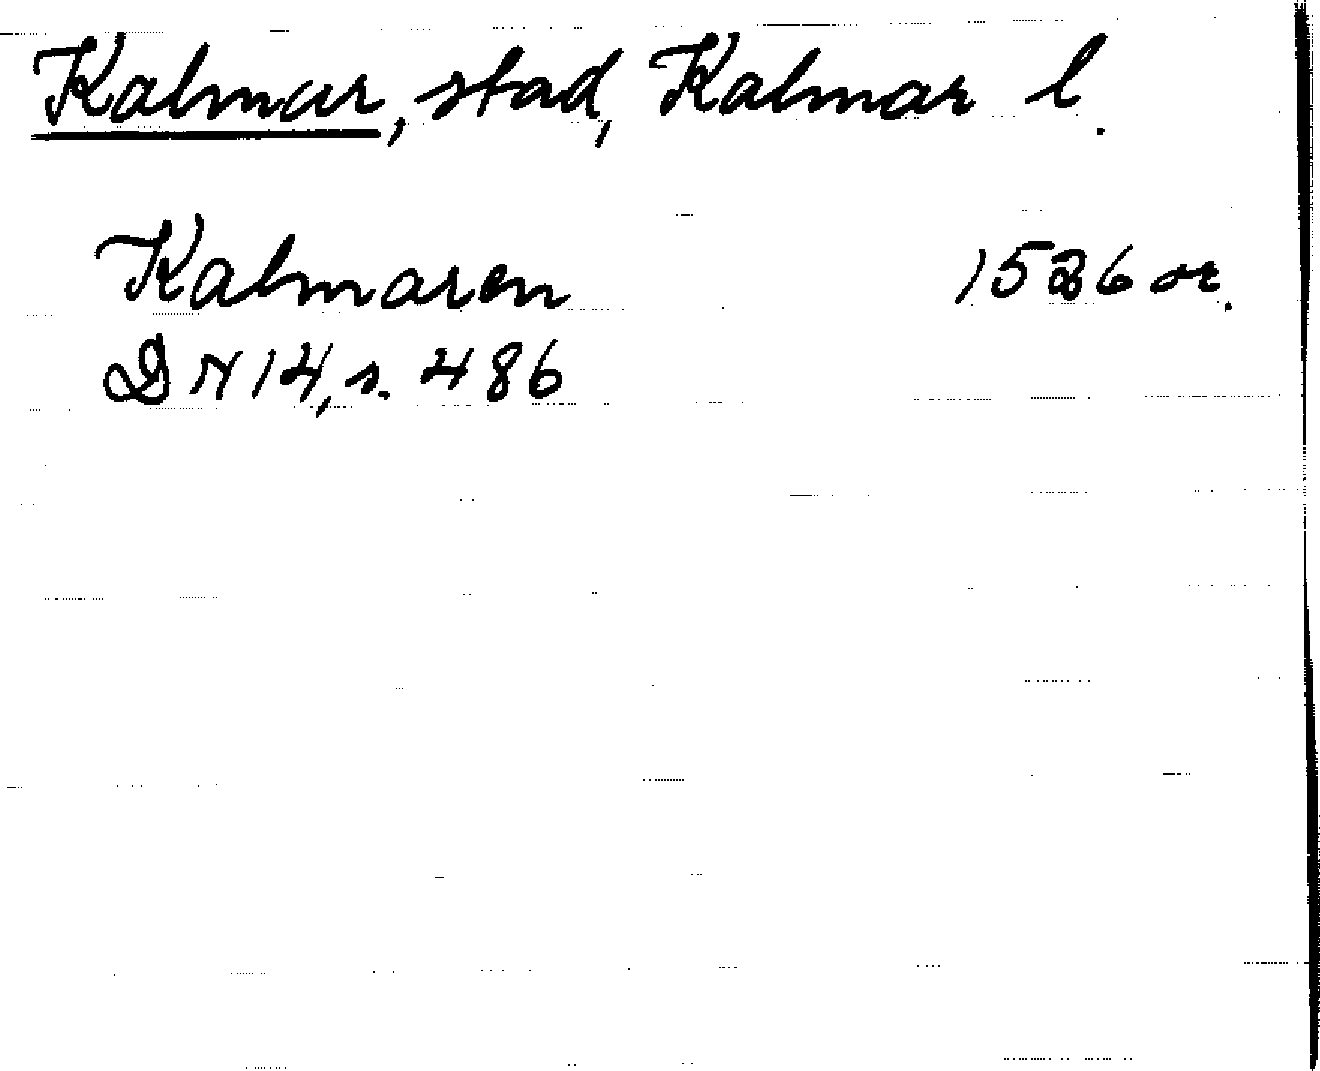 Kalmar, stad, Kalmar l.
Kalmaren 1526 or.
DN 14, s. 486